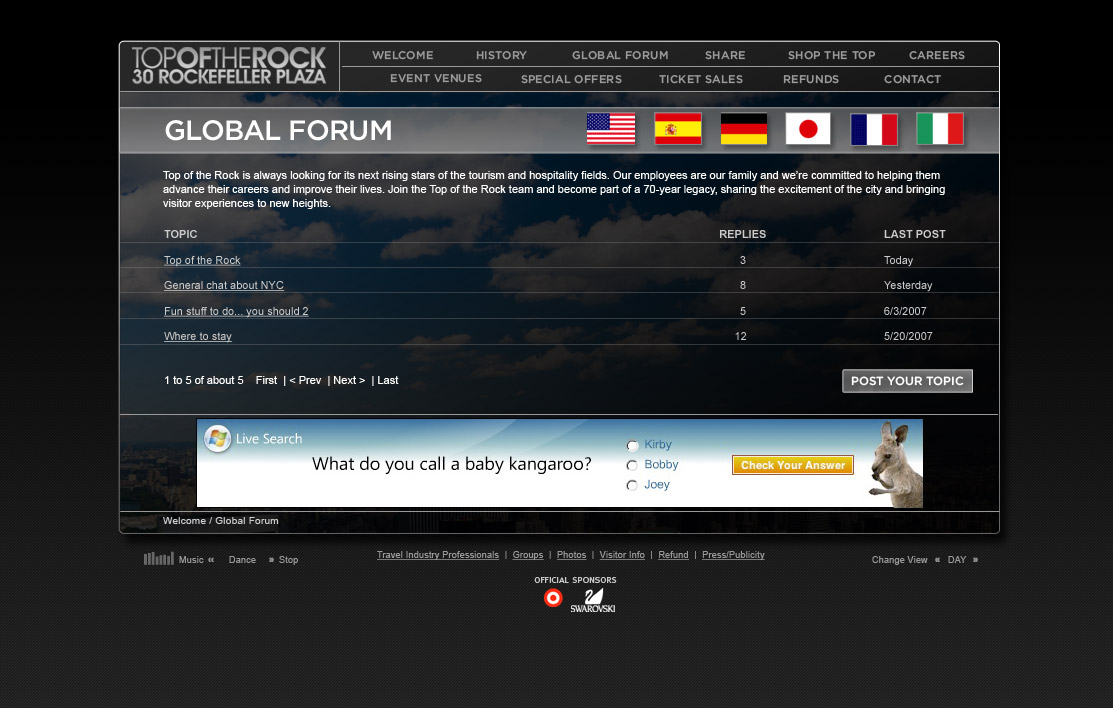 TOPOFTHEROCK
30 ROCKEFELLER PLAZA
WELCOME HISTORY GLOBAL FORUM SHARE SHOP THE TOP CAREERS
EVENT VENUES SPECIAL OFFERS TICKET SALES REFUNDS CONTACT
GLOBAL FORUM
Top of the Rock is always looking for its next rising stars of the tourism and hospitality fields. Our employees are our family and we're committed to helping them
advance their careers and improve their lives. Join the Top of the Rock team and become part of a 70-year legacy, sharing the excitement of the city and bringing
visitor experiences to new heights.
TOPIC REPLIES LAST POST
Top of the Rock 3 Today
General chat about NYC 8 Yesterday
Fun stuff to do... you should 2 5 6/3/2007
Where to stay 12 5/20/2007
1 to 5 of about 5 First | < Prev | Next > | Last
POST YOUR TOPIC
Live Search
What do you call a baby kangaroo?
Kirby
Bobby
Joey
Check Your Answer
Welcome / Global Forum
Music « Dance » Stop
Travel Industry Professionals | Groups | Photos | Visitor Info | Refund | Press/Publicity
Change View « DAY »
OFFICIAL SPONSORS
SWAROVSKI